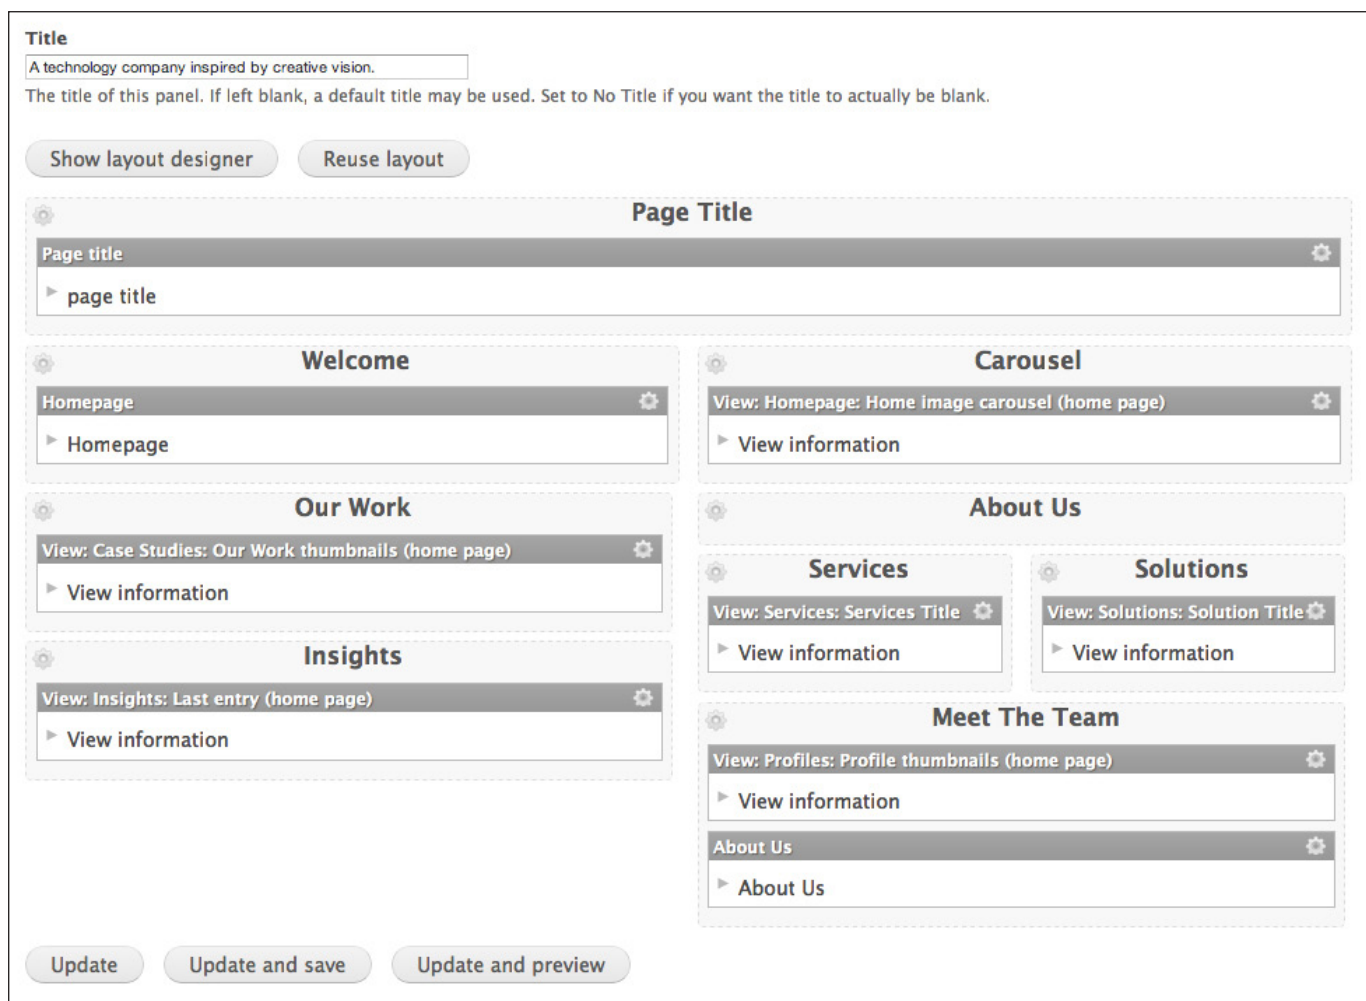 Title
A technology company inspired by creative vision.
The title of this panel. If left blank, a default title may be used. Set to No Title if you want the title to actually be blank.
Show layout designer
Reuse layout
Page Title
Page title
page title
Welcome
Homepage
Homepage
Carousel
View: Homepage: Home image carousel (home page)
View information
Our Work
View: Case Studies: Our Work thumbnails (home page)
View information
Insights
View: Insights: Last entry (home page)
View information
About Us
Services
View: Services: Services Title
View information
Solutions
View: Solutions: Solution Title
View information
Meet The Team
View: Profiles: Profile thumbnails (home page)
View information
About Us
About Us
Update
Update and save
Update and preview